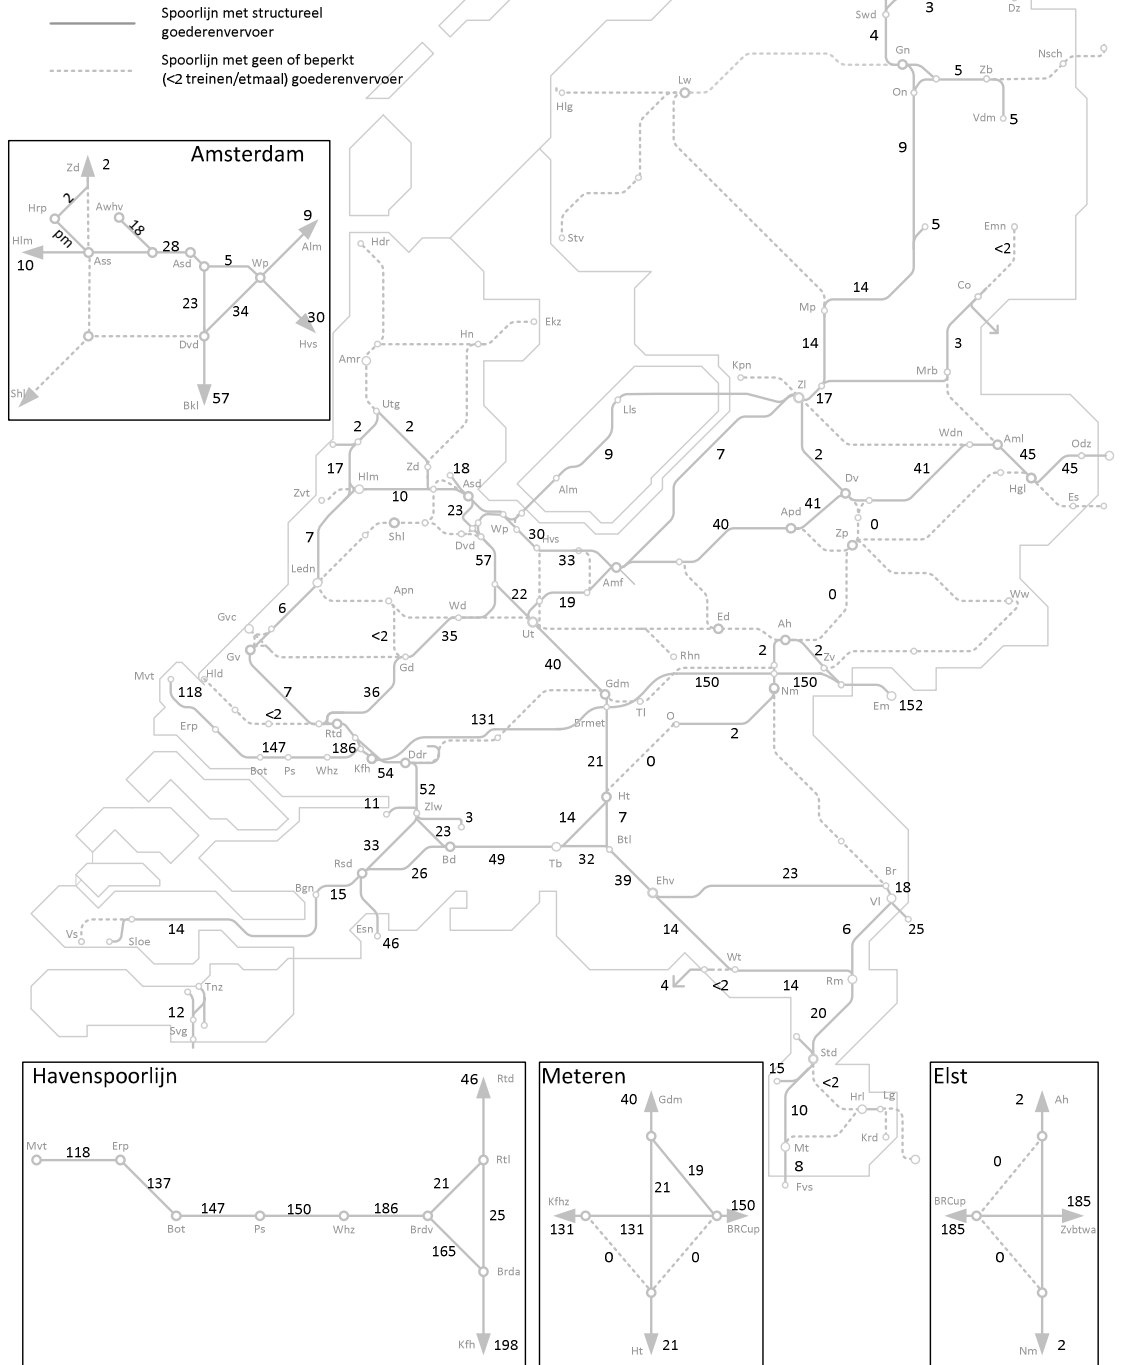 Spoorlijn met structureel
goederenvervoer
Spoorlijn met geen of beperkt
(<2 treinen/etmaal) goederenvervoer
Swd
3
Dz
4
Gn
5
Zb
Nsch
On
Vdm
5
Lw
Hlg
9
Stv
5
Emn
<2
Co
14
Mp
14
3
Mrb
Kpn
Zl
17
Amsterdam
Zd
2
Hrp
2
Awhv
18
pm
Hlm
10
Ass
28
Asd
5
Wp
9
Alm
23
34
30
Hvs
Dvd
Shl
Bkl
57
Hdr
Hn
Ekz
Amr
Utg
2
2
Zd
17
Hlm
10
18
Asd
Zvt
23
Lls
9
Alm
7
2
Dv
41
Wdn
41
Aml
45
Odz
45
Hgl
Es
Apd
40
0
Zp
7
Shl
Dvd
Wp
30
Hvs
57
33
Amf
Ledn
Apn
22
19
0
Ww
6
Gvc
Wd
<2
35
Ut
Ed
Ah
Gv
Gd
40
Rhn
2
2
Zv
Mvt
Hld
118
7
36
Gdm
150
150
Nm
Em
152
Erp
<2
Rtd
131
Brmet
Tl
O
2
147
186
Ddr
Bot
Ps
Whz
Kfh
54
21
0
52
Ht
11
Zlw
3
14
7
33
23
Bd
49
Tb
32
Btl
Rsd
26
39
Ehv
23
Br
18
Bgn
15
Vl
14
Vs
Sloe
Esn
46
14
6
25
Wt
4
<2
14
Rm
Tnz
12
Svg
20
Std
15
<2
10
Hrl
Lg
Krd
Mt
8
Fvs
Havenspoorlijn
46
Rtd
Mvt
118
Erp
Rtl
137
21
147
150
186
25
Bot
Ps
Whz
Brdv
165
Brda
Kfh
198
Meteren
40
Gdm
19
21
Kfhz
131
131
150
BRCup
0
0
Ht
21
Elst
2
Ah
0
BRCup
185
185
Zvbtwa
0
Nm
2